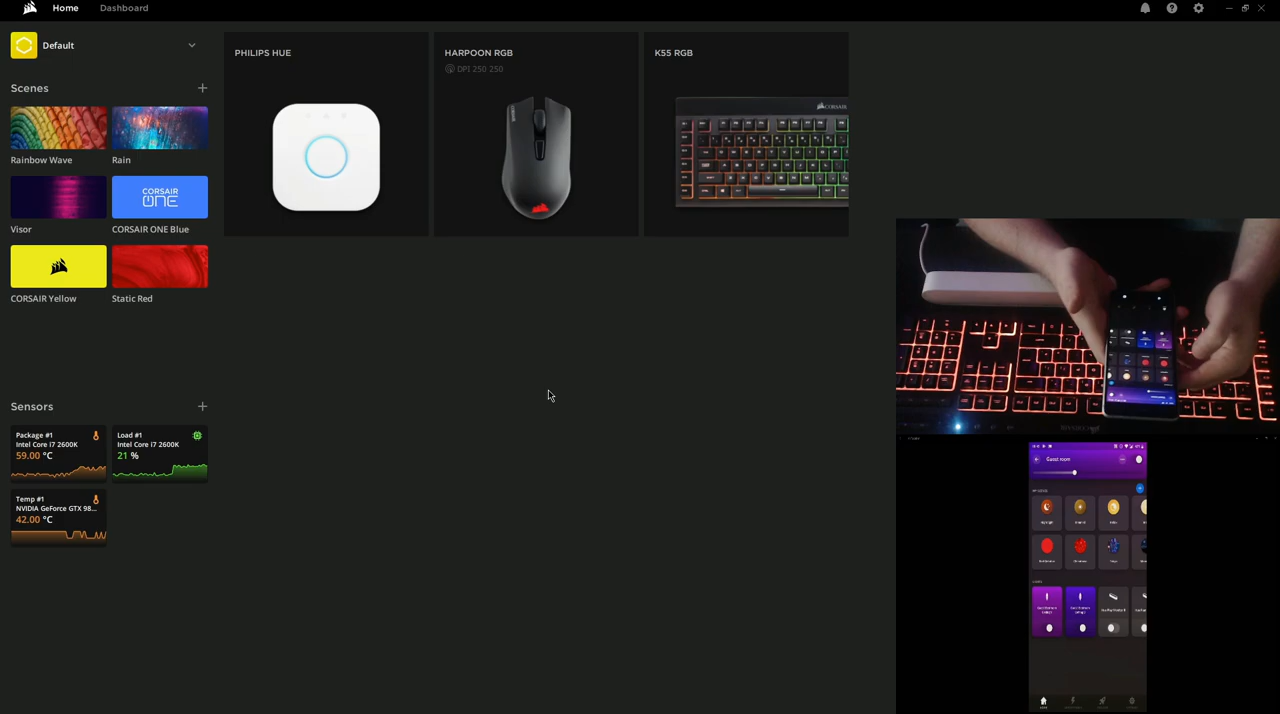 Home
Dashboard
Default
Scenes
Rainbow Wave
Rain
CORSAIR
ONE
Visor
CORSAIR ONE Blue
CORSAIR Yellow
Static Red
Sensors
Package #1
Intel Core i7 2600K
59.00 °C
Load #1
Intel Core i7 2600K
21 %
Temp #1
NVIDIA GeForce GTX 98...
42.00 °C
PHILIPS HUE
HARPOON RGB
DPI 250 250
K55 RGB
CORSAIR
Guest room